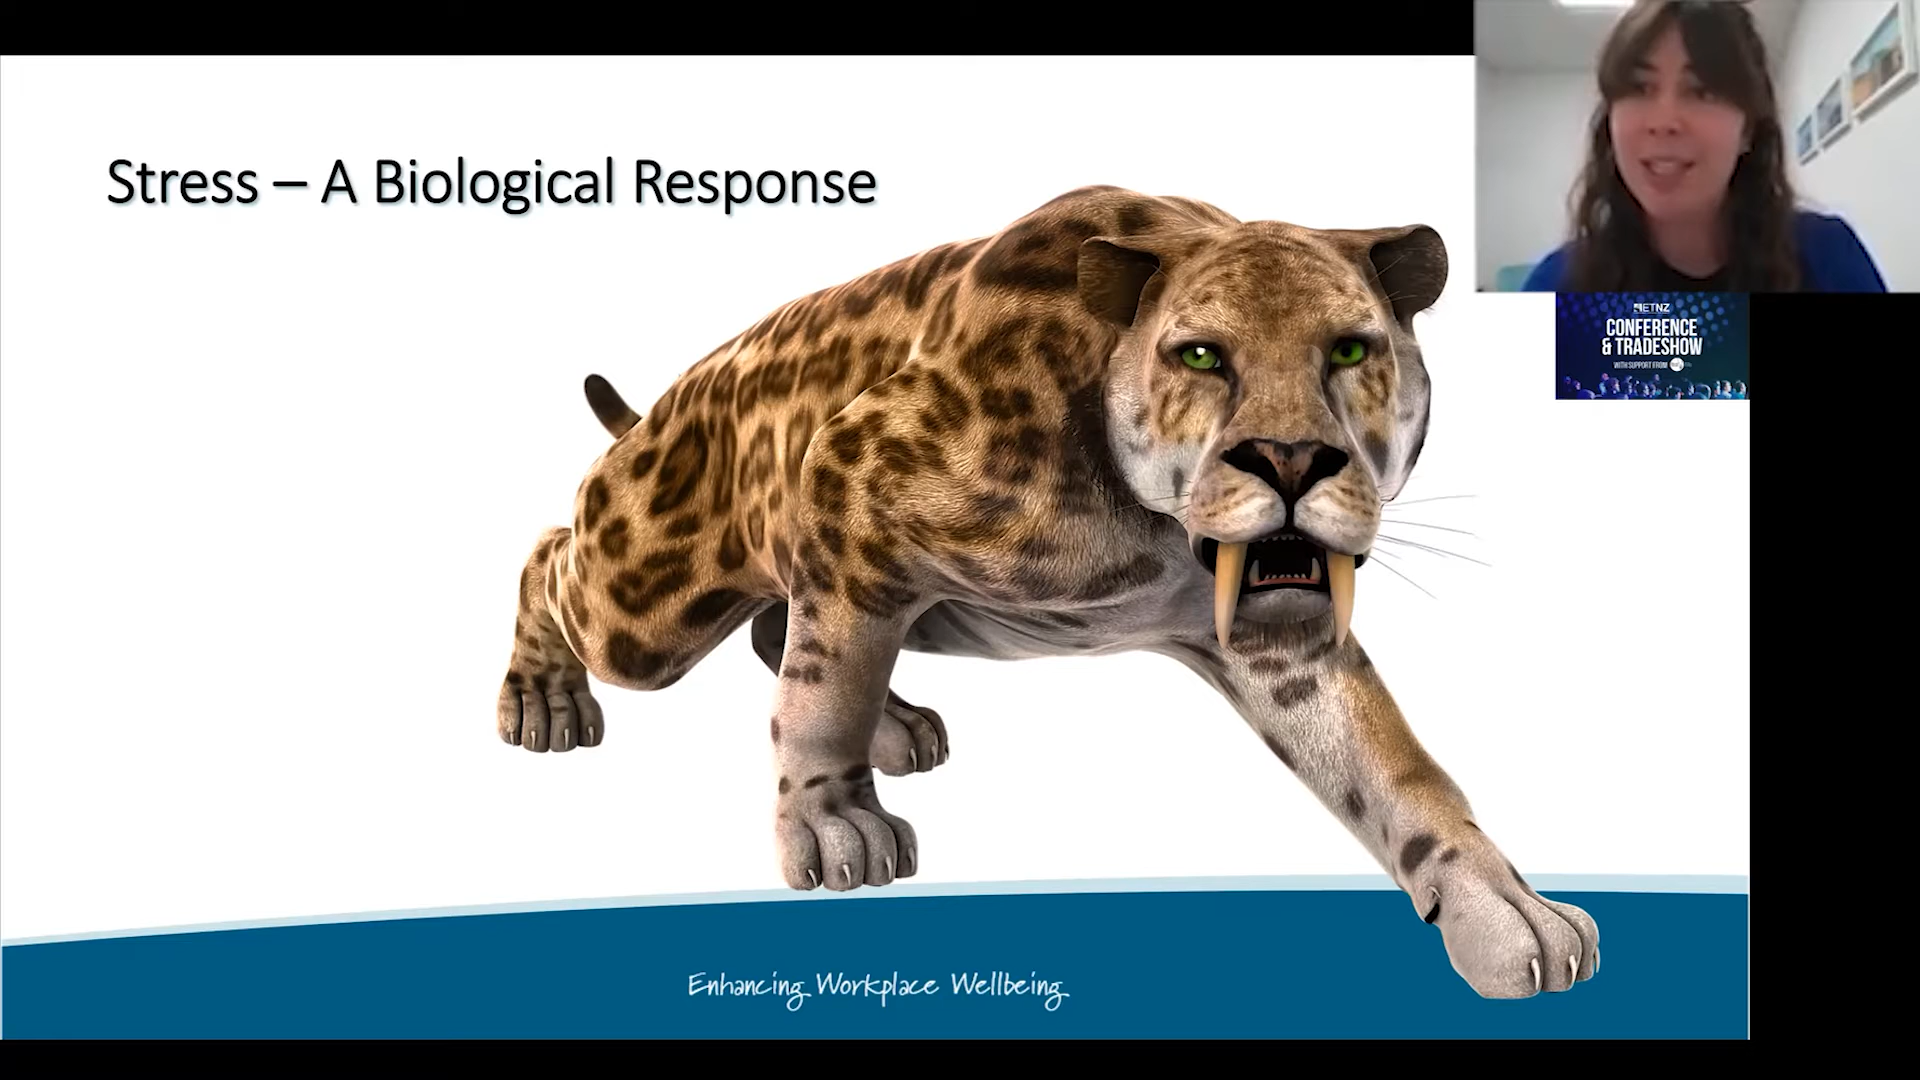 Stress – A Biological Response
ETNZ
CONFERENCE
& TRADESHOW
WITH SUPPORT FROM
Enhancing Workplace Wellbeing